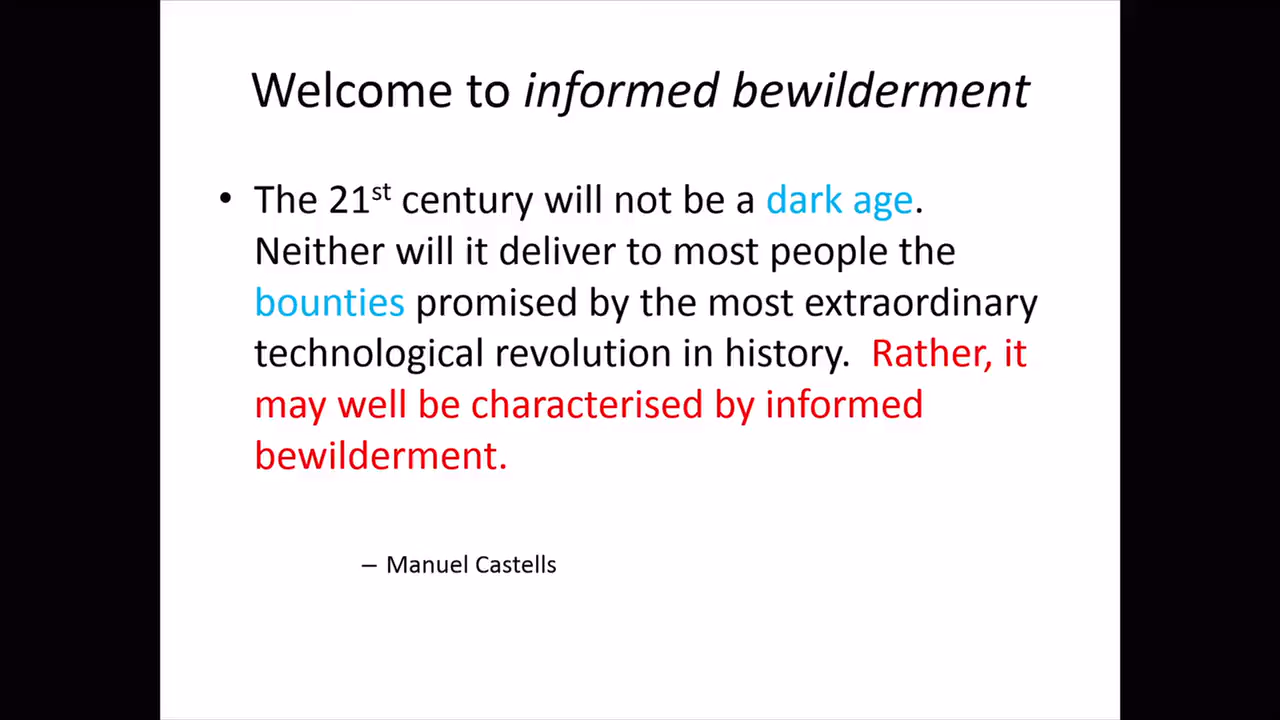 Welcome to informed bewilderment
• The 21st century will not be a dark age.
Neither will it deliver to most people the
bounties promised by the most extraordinary
technological revolution in history.  Rather, it
may well be characterised by informed
bewilderment.
– Manuel Castells